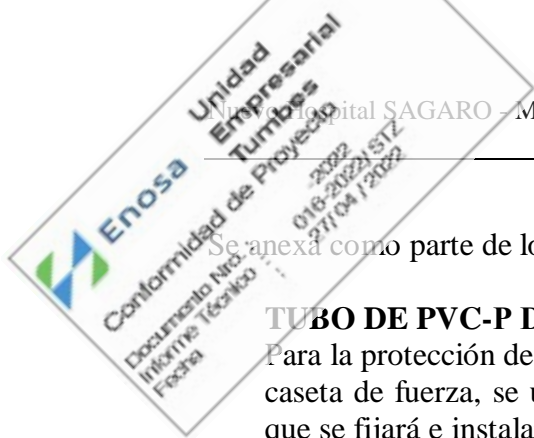 Nuevo Hospital SAGARO - M
Se anexa como parte de lo
TUBO DE PVC-P D
Para la protección de
caseta de fuerza, se u
que se fijará e instala
Enosa
Unidad
Empresarial
Tumbes
Conformidad de Proyecto
Documento Nro. : -2022
Informe Técnico : 016-2022/ STZ
Fecha : 27/ 04 / 2022